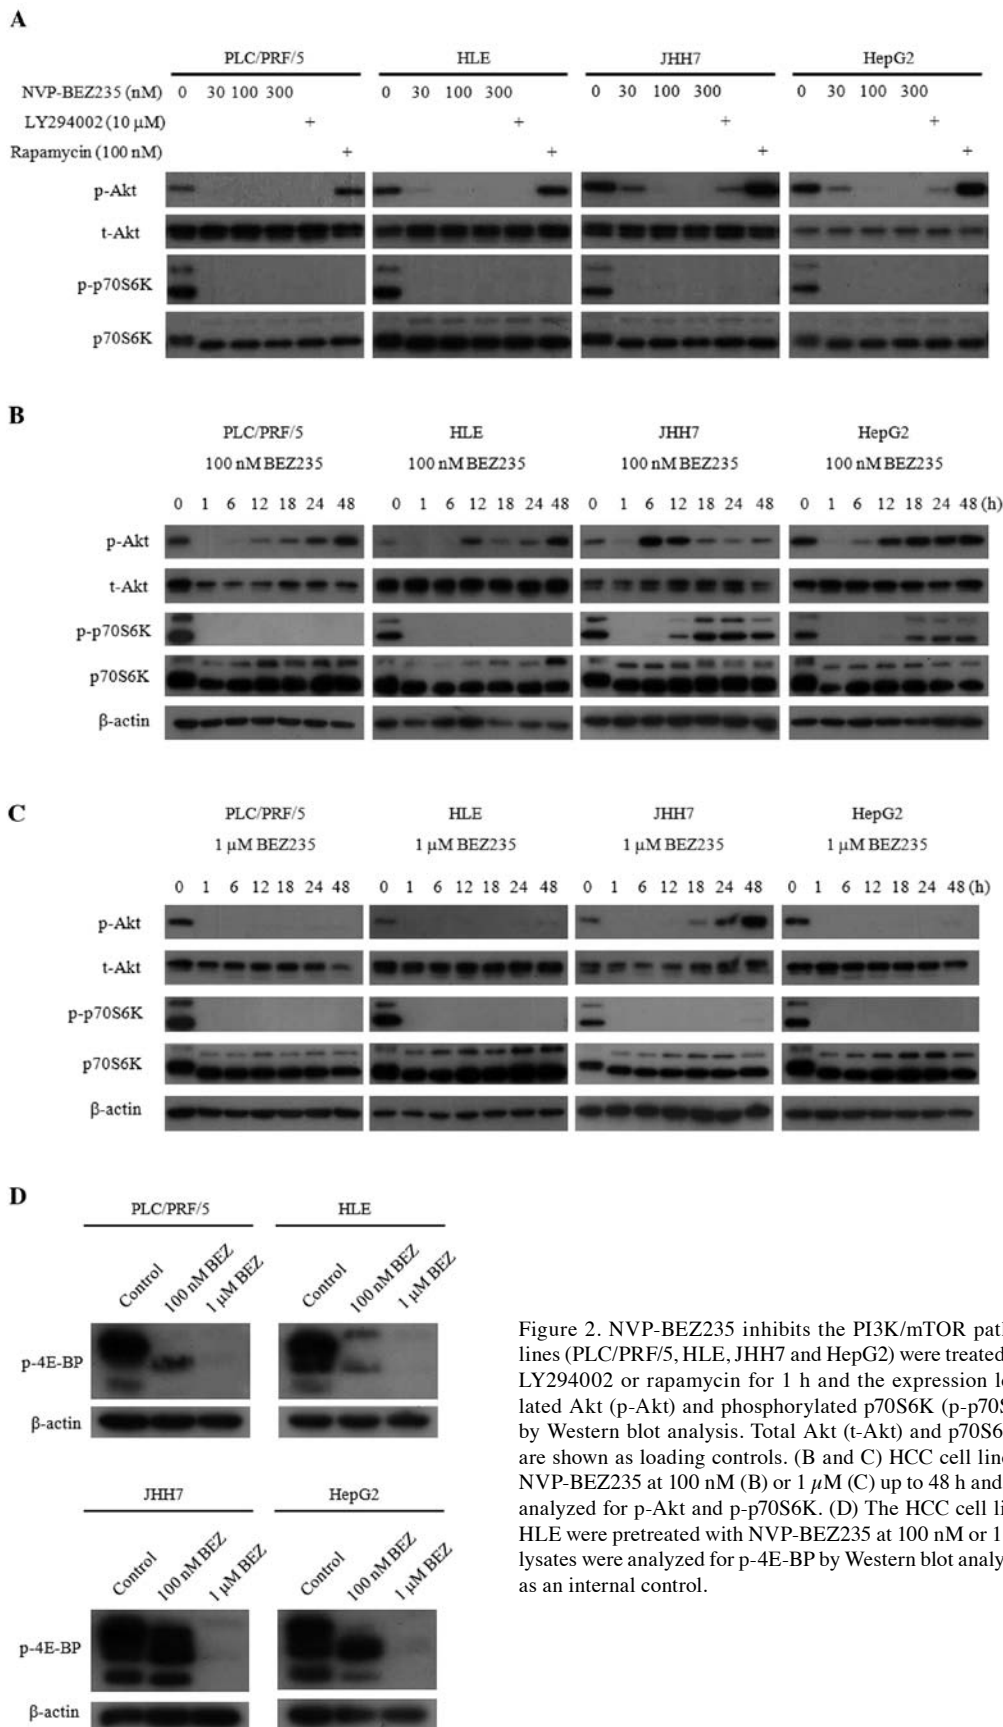 A
PLC/PRF/5 HLE JHH7 HepG2
NVP-BEZ235 (nM) 0 30 100 300 0 30 100 300 0 30 100 300 0 30 100 300
LY294002 (10 μM) + + + +
Rapamycin (100 nM) + + + +
p-Akt
t-Akt
p-p70S6K
p70S6K
B
PLC/PRF/5 HLE JHH7 HepG2
100 nM BEZ235 100 nM BEZ235 100 nM BEZ235 100 nM BEZ235
0 1 6 12 18 24 48 0 1 6 12 18 24 48 0 1 6 12 18 24 48 0 1 6 12 18 24 48 (h)
p-Akt
t-Akt
p-p70S6K
p70S6K
β-actin
C
PLC/PRF/5 HLE JHH7 HepG2
1 μM BEZ235 1 μM BEZ235 1 μM BEZ235 1 μM BEZ235
0 1 6 12 18 24 48 0 1 6 12 18 24 48 0 1 6 12 18 24 48 0 1 6 12 18 24 48 (h)
p-Akt
t-Akt
p-p70S6K
p70S6K
β-actin
D
PLC/PRF/5 HLE
Control 100 nM BEZ 1 μM BEZ Control 100 nM BEZ 1 μM BEZ
p-4E-BP
β-actin
JHH7 HepG2
Control 100 nM BEZ 1 μM BEZ Control 100 nM BEZ 1 μM BEZ
p-4E-BP
β-actin
Figure 2. NVP-BEZ235 inhibits the PI3K/mTOR path
lines (PLC/PRF/5, HLE, JHH7 and HepG2) were treated
LY294002 or rapamycin for 1 h and the expression le
lated Akt (p-Akt) and phosphorylated p70S6K (p-p70S
by Western blot analysis. Total Akt (t-Akt) and p70S6
are shown as loading controls. (B and C) HCC cell line
NVP-BEZ235 at 100 nM (B) or 1 μM (C) up to 48 h and
analyzed for p-Akt and p-p70S6K. (D) The HCC cell li
HLE were pretreated with NVP-BEZ235 at 100 nM or 1
lysates were analyzed for p-4E-BP by Western blot analy
as an internal control.